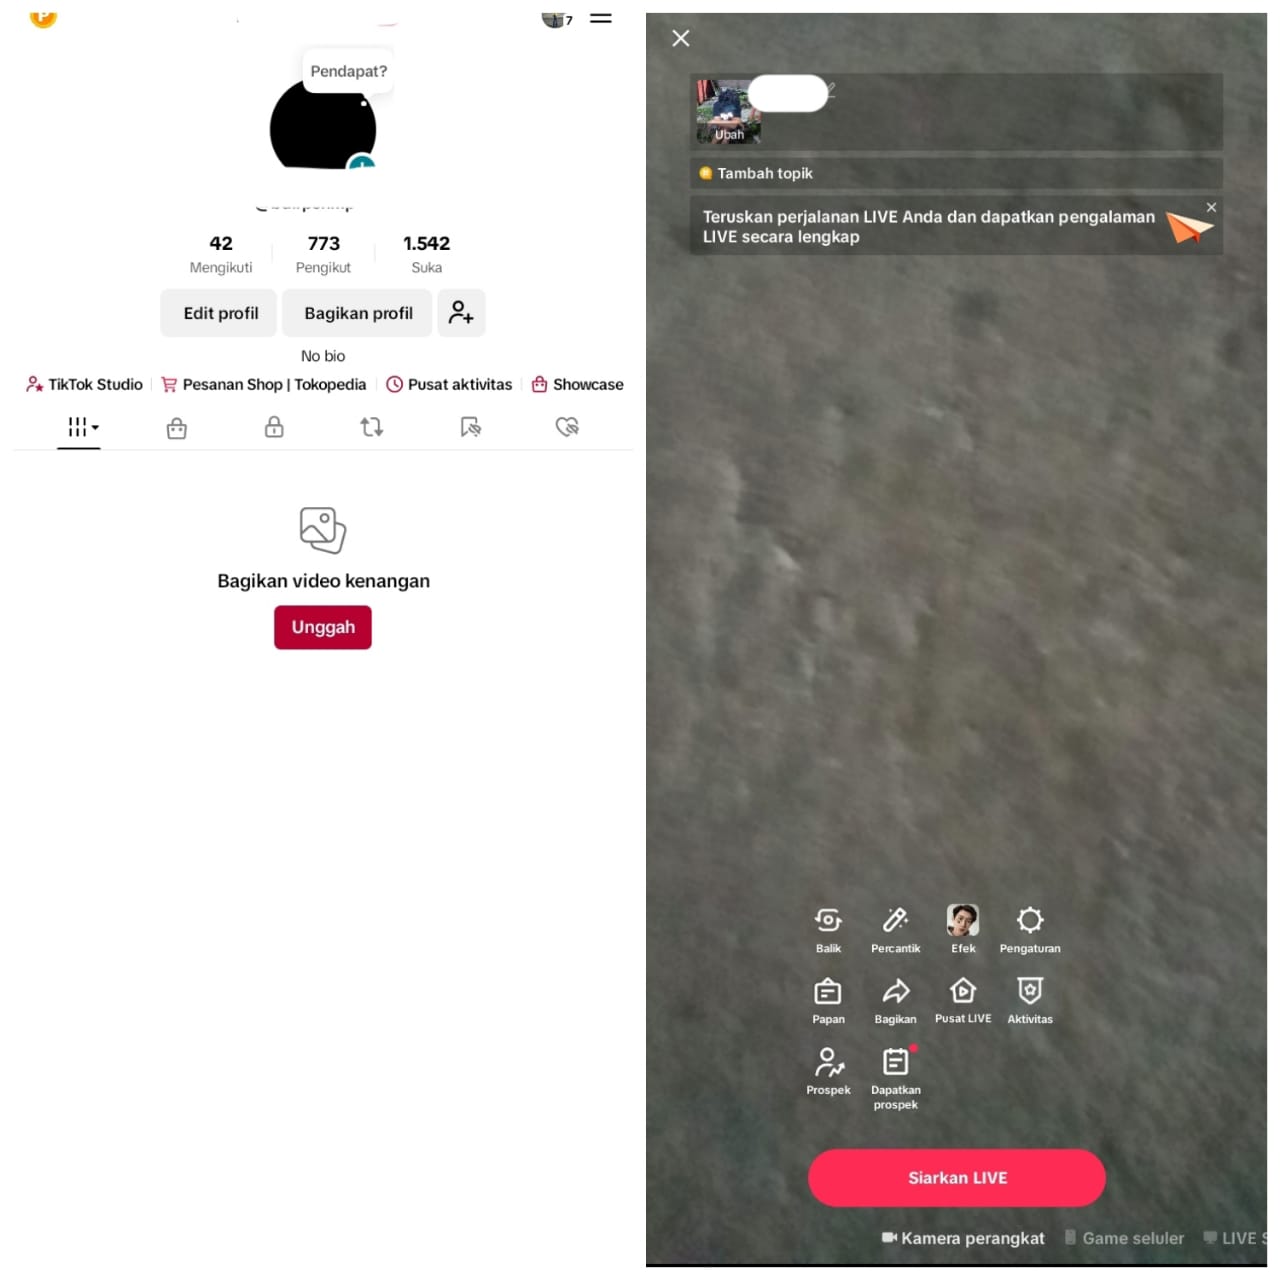 P
7
Pendapat?
42
773
1.542
Mengikuti
Pengikut
Suka
Edit profil
Bagikan profil
No bio
TikTok Studio
Pesanan Shop | Tokopedia
Pusat aktivitas
Showcase
Bagikan video kenangan
Unggah
Ubah
Tambah topik
Teruskan perjalanan LIVE Anda dan dapatkan pengalaman
LIVE secara lengkap
Balik
Percantik
Efek
Pengaturan
Papan
Bagikan
Pusat LIVE
Aktivitas
Prospek
Dapatkan
prospek
Siarkan LIVE
Kamera perangkat
Game seluler
LIVE S